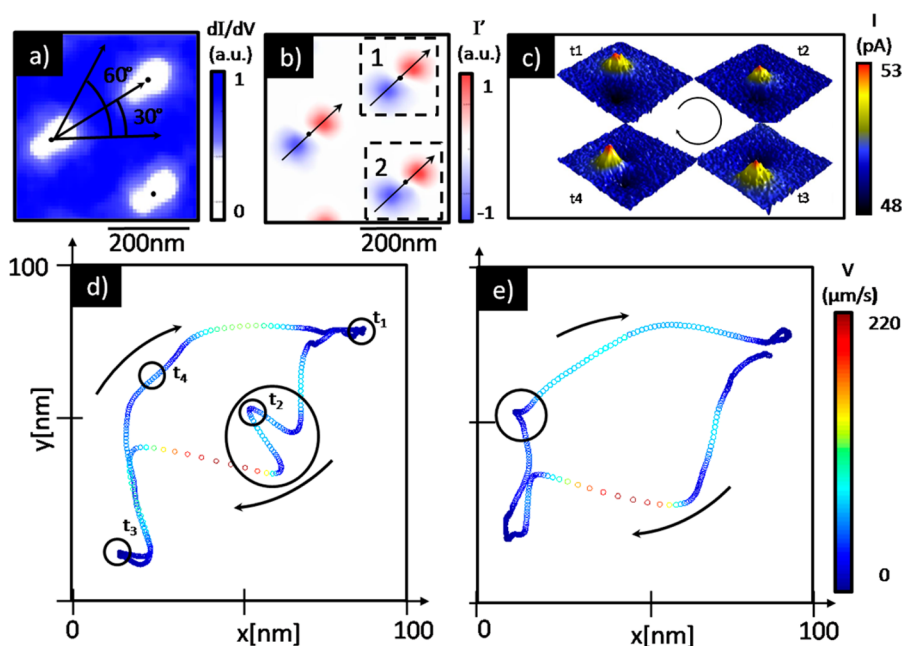 a)
60°
30°
dI/dV
(a.u.)
1
0
200nm
b)
1
2
I'
(a.u.)
1
-1
200nm
c)
t1
t2
t4
t3
I
(pA)
53
48
100
d)
t₁
t₄
t₂
t₃
y[nm]
0
x[nm]
100
e)
y[nm]
0
x[nm]
100
V
(μm/s)
220
0